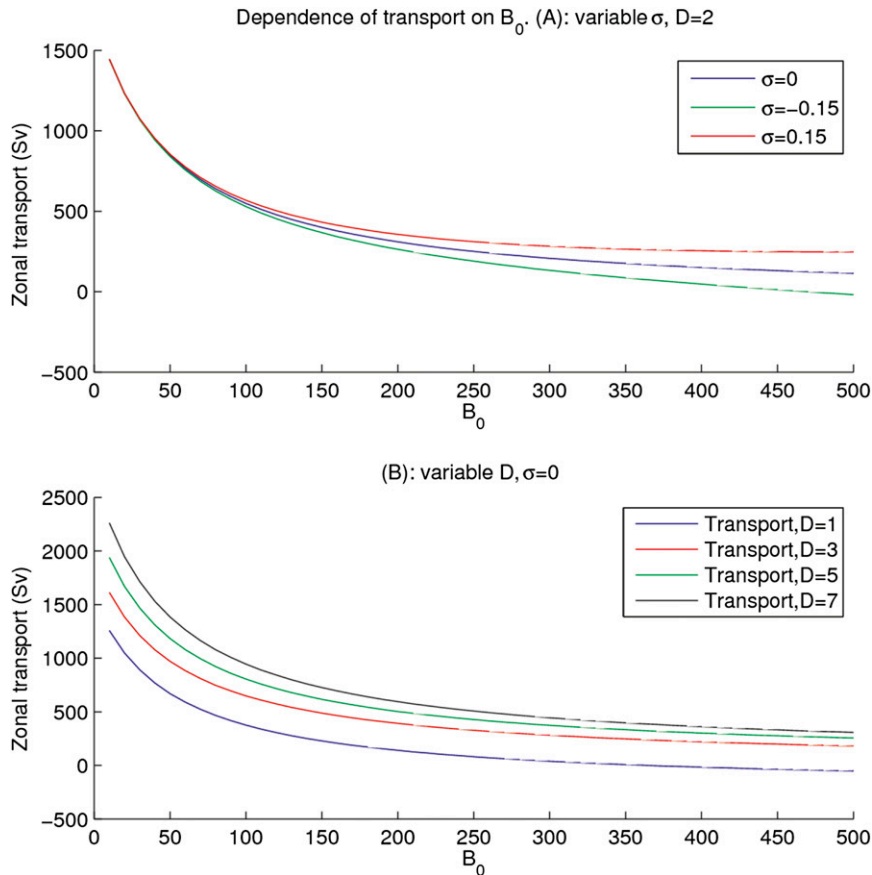 Dependence of transport on B0. (A): variable σ, D=2
1500
1000
500
0
−500
Zonal transport (Sv)
σ=0
σ=−0.15
σ=0.15
0 50 100 150 200 250 300 350 400 450 500
B0
(B): variable D, σ=0
2500
2000
1500
1000
500
0
−500
Zonal transport (Sv)
Transport,D=1
Transport,D=3
Transport,D=5
Transport,D=7
0 50 100 150 200 250 300 350 400 450 500
B0